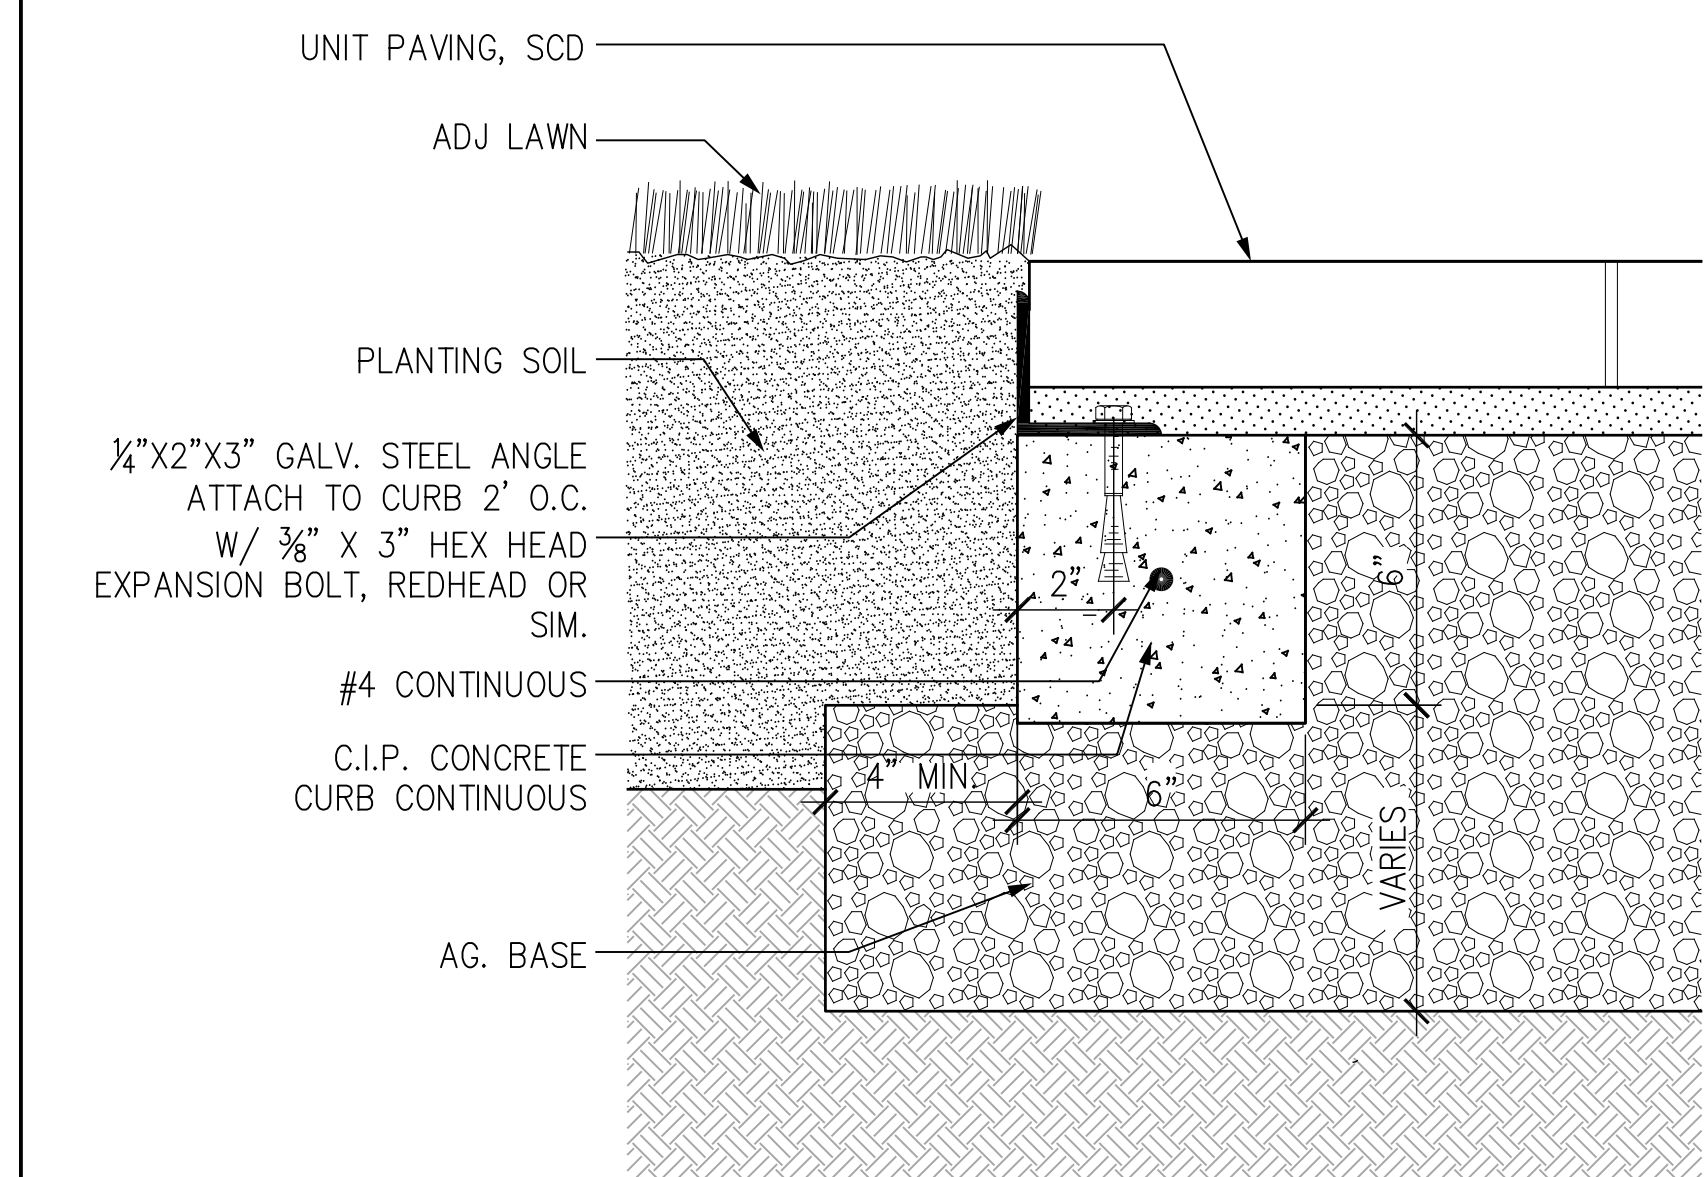 UNIT PAVING, SCD
ADJ LAWN
PLANTING SOIL
¼”X2”X3” GALV. STEEL ANGLE
ATTACH TO CURB 2’ O.C.
W/ ⅜” X 3” HEX HEAD
EXPANSION BOLT, REDHEAD OR
SIM.
#4 CONTINUOUS
C.I.P. CONCRETE
CURB CONTINUOUS
AG. BASE
2”
6”
4” MIN.
6”
VARIES